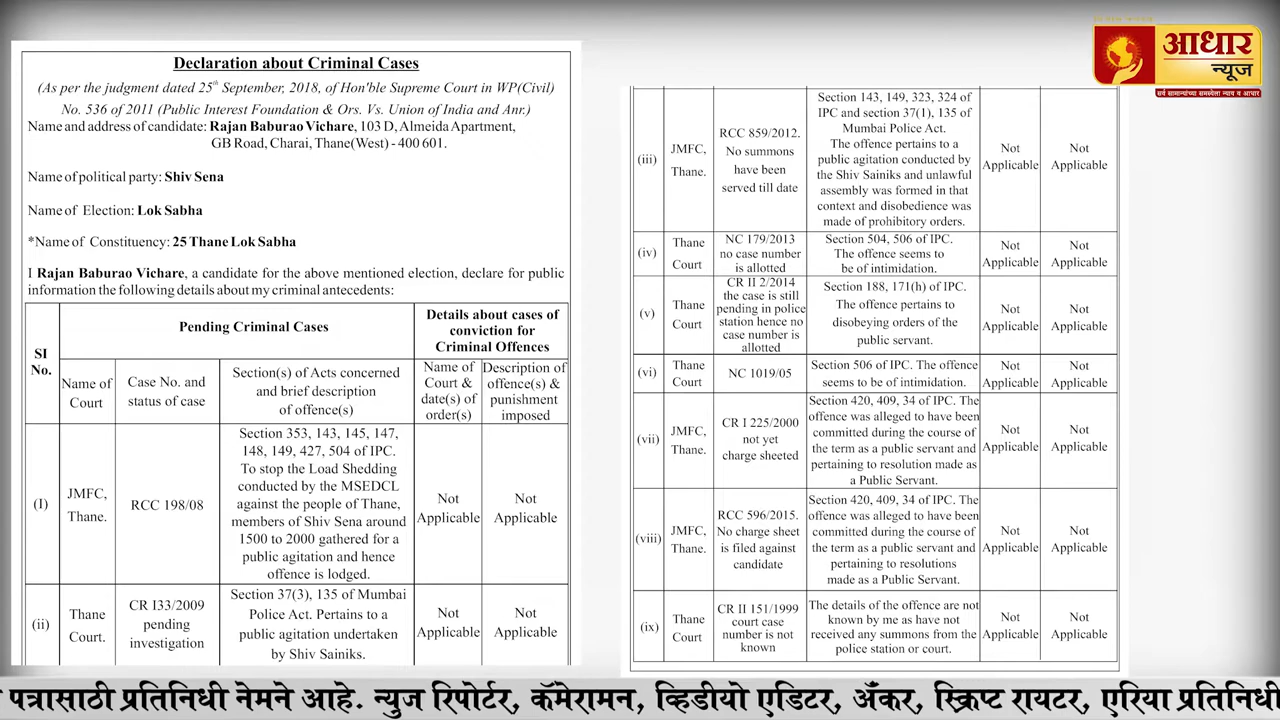 Declaration about Criminal Cases
(As per the judgment dated 25th September, 2018, of Hon'ble Supreme Court in WP(Civil)
No. 536 of 2011 (Public Interest Foundation & Ors. Vs. Union of India and Anr.)
Name and address of candidate: Rajan Baburao Vichare, 103 D, Almeida Apartment,
GB Road, Charai, Thane(West) - 400 601.
Name of political party: Shiv Sena
Name of Election: Lok Sabha
*Name of Constituency: 25 Thane Lok Sabha
I Rajan Baburao Vichare, a candidate for the above mentioned election, declare for public
information the following details about my criminal antecedents:
SI
No.
Pending Criminal Cases
Details about cases of
conviction for
Criminal Offences
Name of
Court
Case No. and
status of case
Section(s) of Acts concerned
and brief description
of offence(s)
Name of
Court &
date(s) of
order(s)
Description of
offence(s) &
punishment
imposed
(I)
JMFC,
Thane.
RCC 198/08
Section 353, 143, 145, 147,
148, 149, 427, 504 of IPC.
To stop the Load Shedding
conducted by the MSEDCL
against the people of Thane,
members of Shiv Sena around
1500 to 2000 gathered for a
public agitation and hence
offence is lodged.
Not
Applicable
Not
Applicable
(ii)
Thane
Court.
CR I33/2009
pending
investigation
Section 37(3), 135 of Mumbai
Police Act. Pertains to a
public agitation undertaken
by Shiv Sainiks.
Not
Applicable
Not
Applicable
(iii)
JMFC,
Thane.
RCC 859/2012.
No summons
have been
served till date
Section 143, 149, 323, 324 of
IPC and section 37(1), 135 of
Mumbai Police Act.
The offence pertains to a
public agitation conducted by
the Shiv Sainiks and unlawful
assembly was formed in that
context and disobedience was
made of prohibitory orders.
Not
Applicable
Not
Applicable
(iv)
Thane
Court
NC 179/2013
no case number
is allotted
Section 504, 506 of IPC.
The offence seems to
be of intimidation.
Not
Applicable
Not
Applicable
(v)
Thane
Court
CR II 2/2014
the case is still
pending in police
station hence no
case number is
allotted
Section 188, 171(h) of IPC.
The offence pertains to
disobeying orders of the
public servant.
Not
Applicable
Not
Applicable
(vi)
Thane
Court
NC 1019/05
Section 506 of IPC. The offence
seems to be of intimidation.
Not
Applicable
Not
Applicable
(vii)
JMFC,
Thane.
CR I 225/2000
not yet
charge sheeted
Section 420, 409, 34 of IPC. The
offence was alleged to have been
committed during the course of
the term as a public servant and
pertaining to resolution made as
a Public Servant.
Not
Applicable
Not
Applicable
(viii)
JMFC,
Thane.
RCC 596/2015.
No charge sheet
is filed against
candidate
Section 420, 409, 34 of IPC. The
offence was alleged to have been
committed during the course of
the term as a public servant and
pertaining to resolutions
made as a Public Servant.
Not
Applicable
Not
Applicable
(ix)
Thane
Court
CR II 151/1999
court case
number is not
known
The details of the offence are not
known by me as have not
received any summons from the
police station or court.
Not
Applicable
Not
Applicable
आधार
न्यूज
सर्व सामान्यांच्या समस्येला न्याय व आधार
पत्रासाठी प्रतिनिधी नेमने आहे. न्युज रिपोर्टर, कॅमेरामन, व्हिडीयो एडिटर, अँकर, स्क्रिप्ट रायटर, एरिया प्रतिनिधी